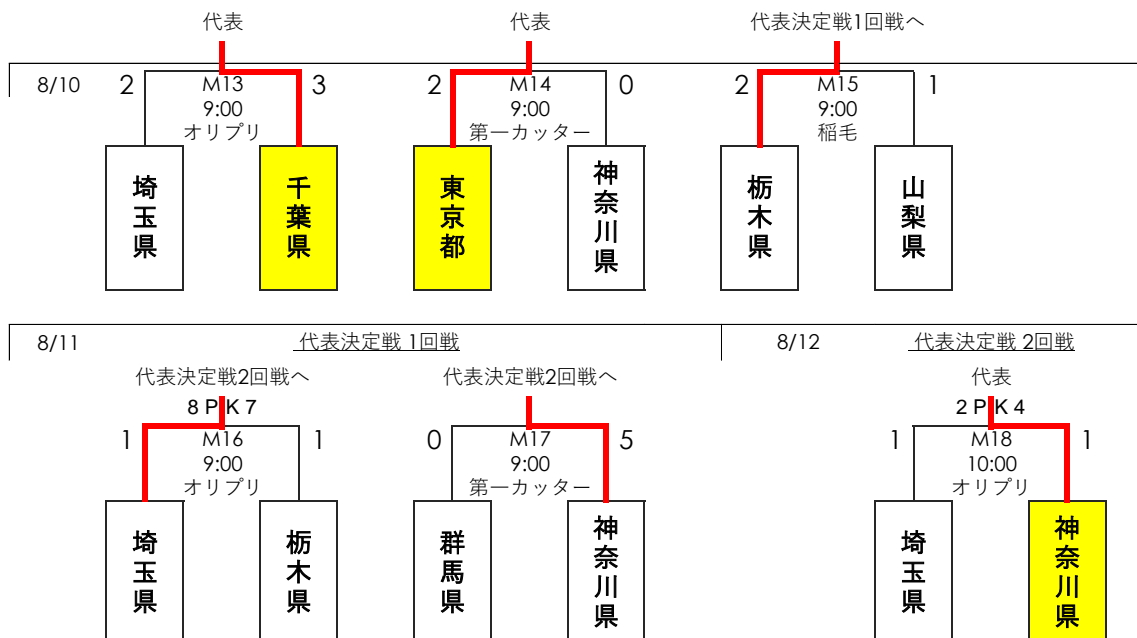 代表 代表 代表決定戦1回戦へ
8/10 2 M13 3 2 M14 0 2 M15 1
9:00 9:00 9:00
オリプリ 第一カッター 稲毛
埼玉県 千葉県 東京都 神奈川県 栃木県 山梨県
8/11 代表決定戦 1回戦 8/12 代表決定戦 2回戦
代表決定戦2回戦へ 代表決定戦2回戦へ 代表
8 P K 7 2 P K 4
1 M16 1 0 M17 5 1 M18 1
9:00 9:00 10:00
オリプリ 第一カッター オリプリ
埼玉県 栃木県 群馬県 神奈川県 埼玉県 神奈川県